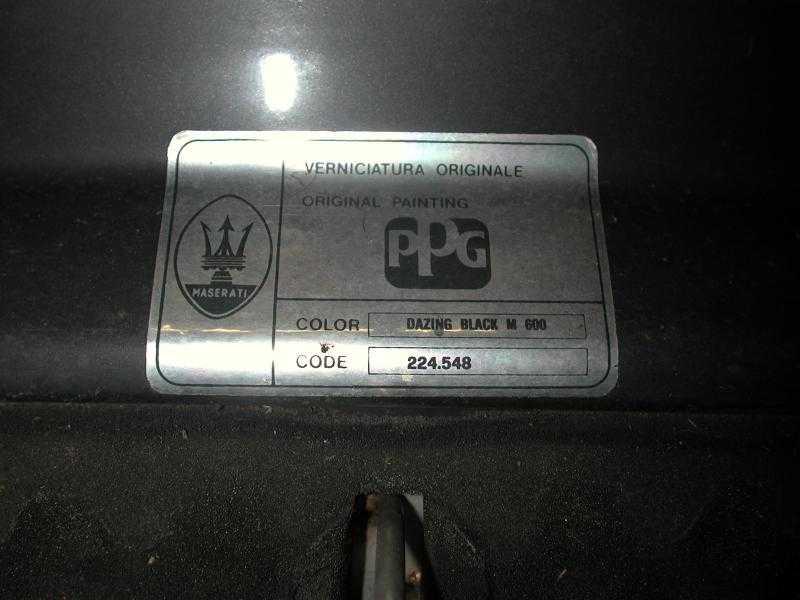 VERNICIATURA ORIGINALE
ORIGINAL PAINTING
PPG
MASERATI
COLOR DAZING BLACK M 600
CODE 224.548